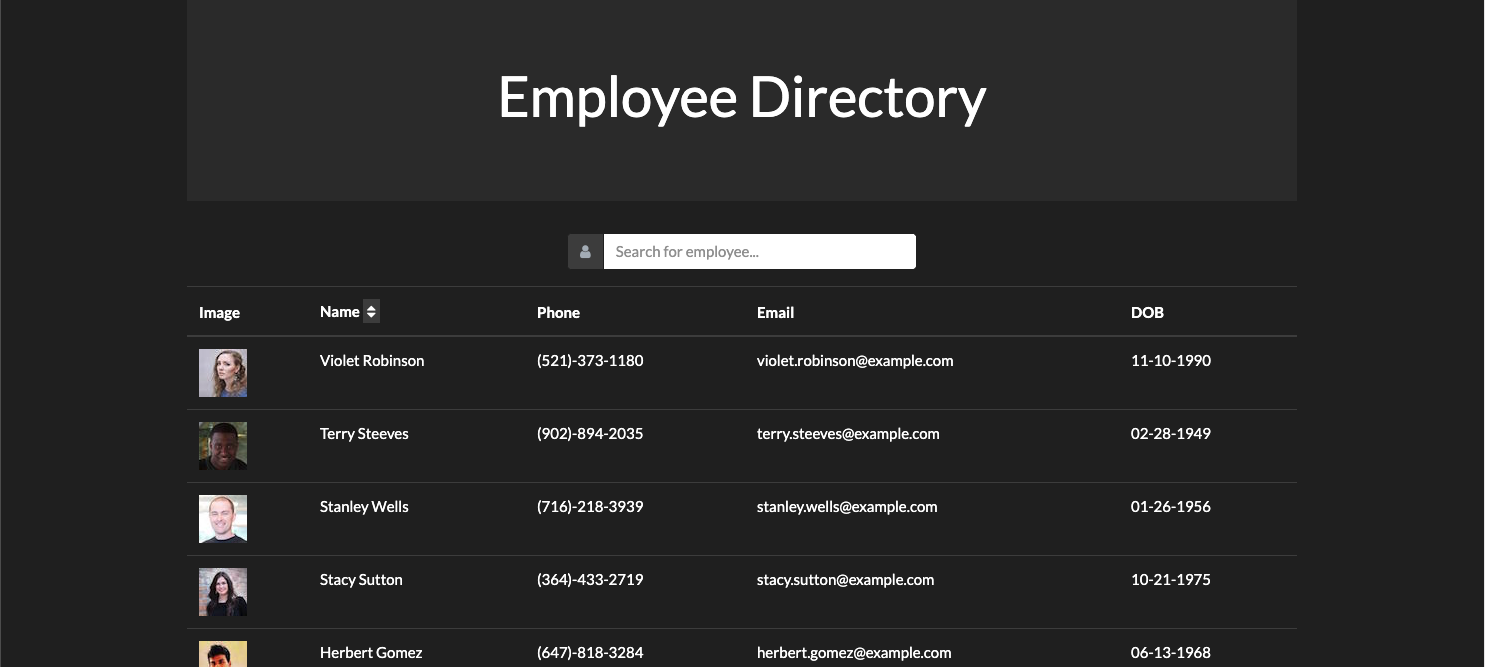 Employee Directory
Search for employee...
Image Name Phone Email DOB
Violet Robinson (521)-373-1180 violet.robinson@example.com 11-10-1990
Terry Steeves (902)-894-2035 terry.steeves@example.com 02-28-1949
Stanley Wells (716)-218-3939 stanley.wells@example.com 01-26-1956
Stacy Sutton (364)-433-2719 stacy.sutton@example.com 10-21-1975
Herbert Gomez (647)-818-3284 herbert.gomez@example.com 06-13-1968